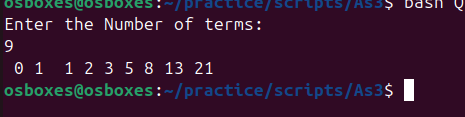 osboxes@osboxes:~/practice/scripts/As3$ bash Q
Enter the Number of terms:
9
0 1  1 2 3 5 8 13 21
osboxes@osboxes:~/practice/scripts/As3$